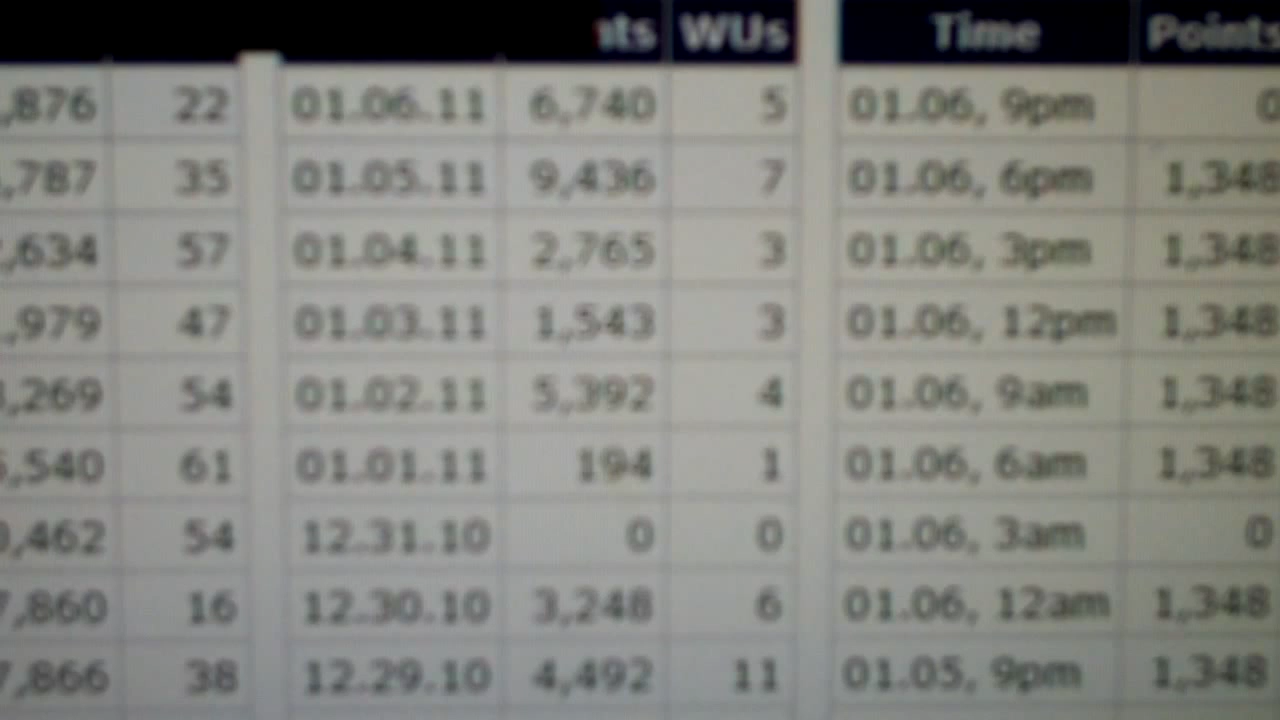 WUs Time Points
,876 22 01.06.11 6,740 5 01.06, 9pm 0
,787 35 01.05.11 9,436 7 01.06, 6pm 1,348
,634 57 01.04.11 2,765 3 01.06, 3pm 1,348
,979 47 01.03.11 1,543 3 01.06, 12pm 1,348
,269 54 01.02.11 5,392 4 01.06, 9am 1,348
,540 61 01.01.11 194 1 01.06, 6am 1,348
,462 54 12.31.10 0 0 01.06, 3am 0
7,860 16 12.30.10 3,248 6 01.06, 12am 1,348
7,866 38 12.29.10 4,492 11 01.05, 9pm 1,348